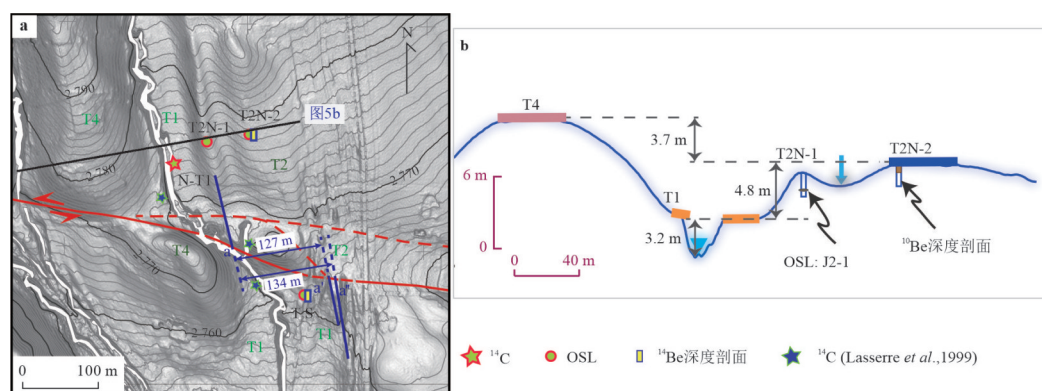 a
N
2 790
T4
T1
图5b
T2N-1
T2N-2
T2
2 780
2 770
N-T1
a
127 m
T2
T4
2 770
134 m
a'
a"
2 760
T1
T1
0 100 m
b
T4
3.7 m
T2N-1
T2N-2
6 m
T1
4.8 m
3.2 m
0
0 40 m
OSL: J2-1
¹⁰Be深度剖面
¹⁴C
OSL
¹⁴Be深度剖面
¹⁴C (Lasserre et al.,1999)